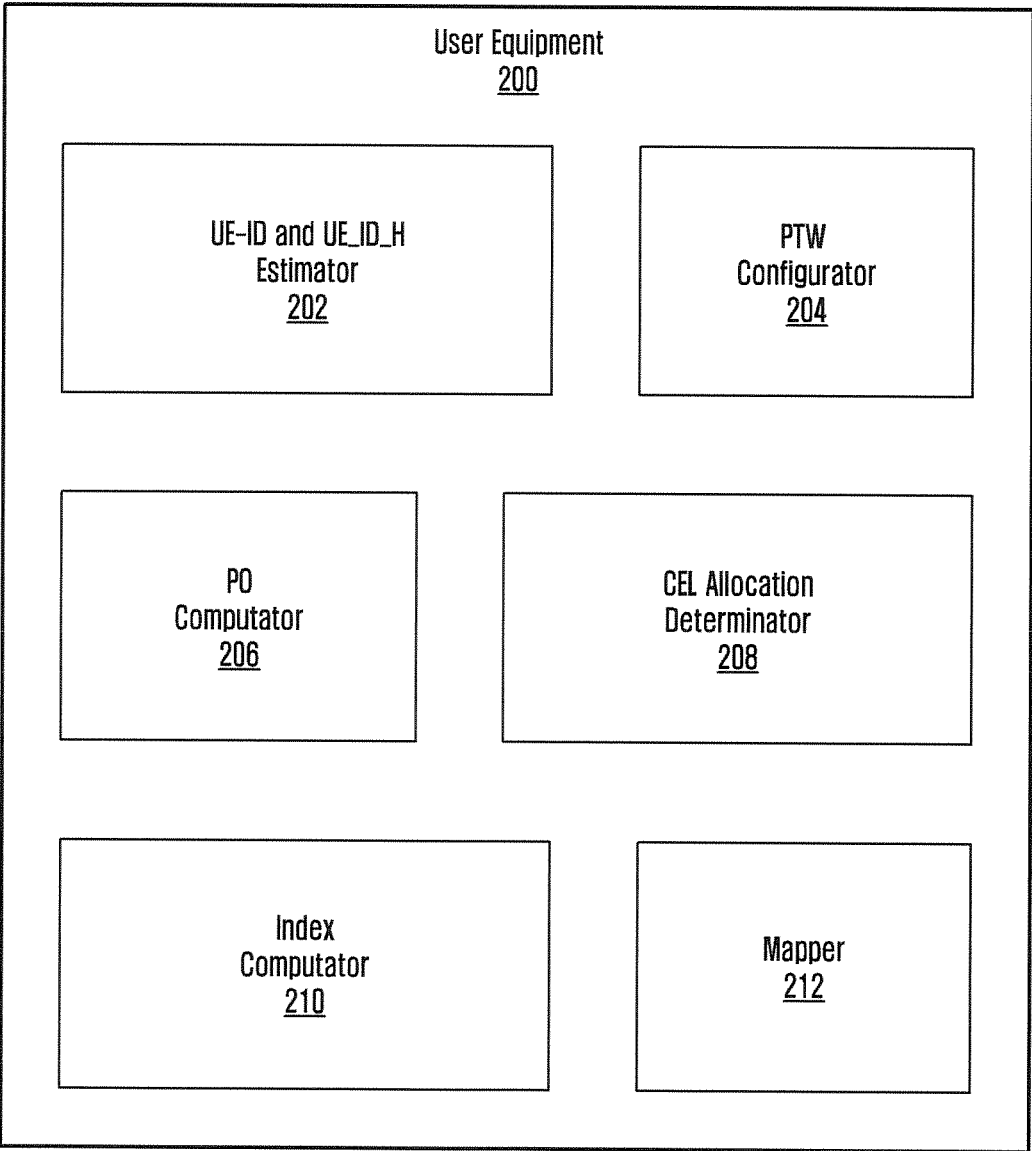 User Equipment
200
UE-ID and UE_ID_H
Estimator
202
PTW
Configurator
204
PO
Computator
206
CEL Allocation
Determinator
208
Index
Computator
210
Mapper
212